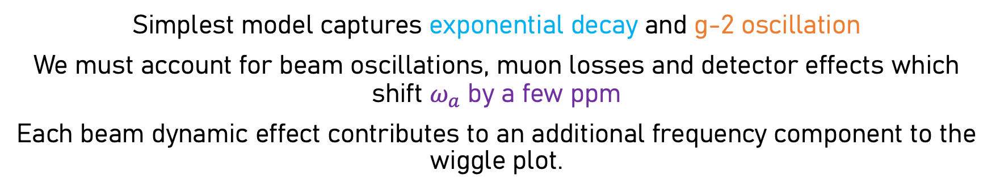 Simplest model captures exponential decay and g-2 oscillation
We must account for beam oscillations, muon losses and detector effects which
shift ωₐ by a few ppm
Each beam dynamic effect contributes to an additional frequency component to the
wiggle plot.